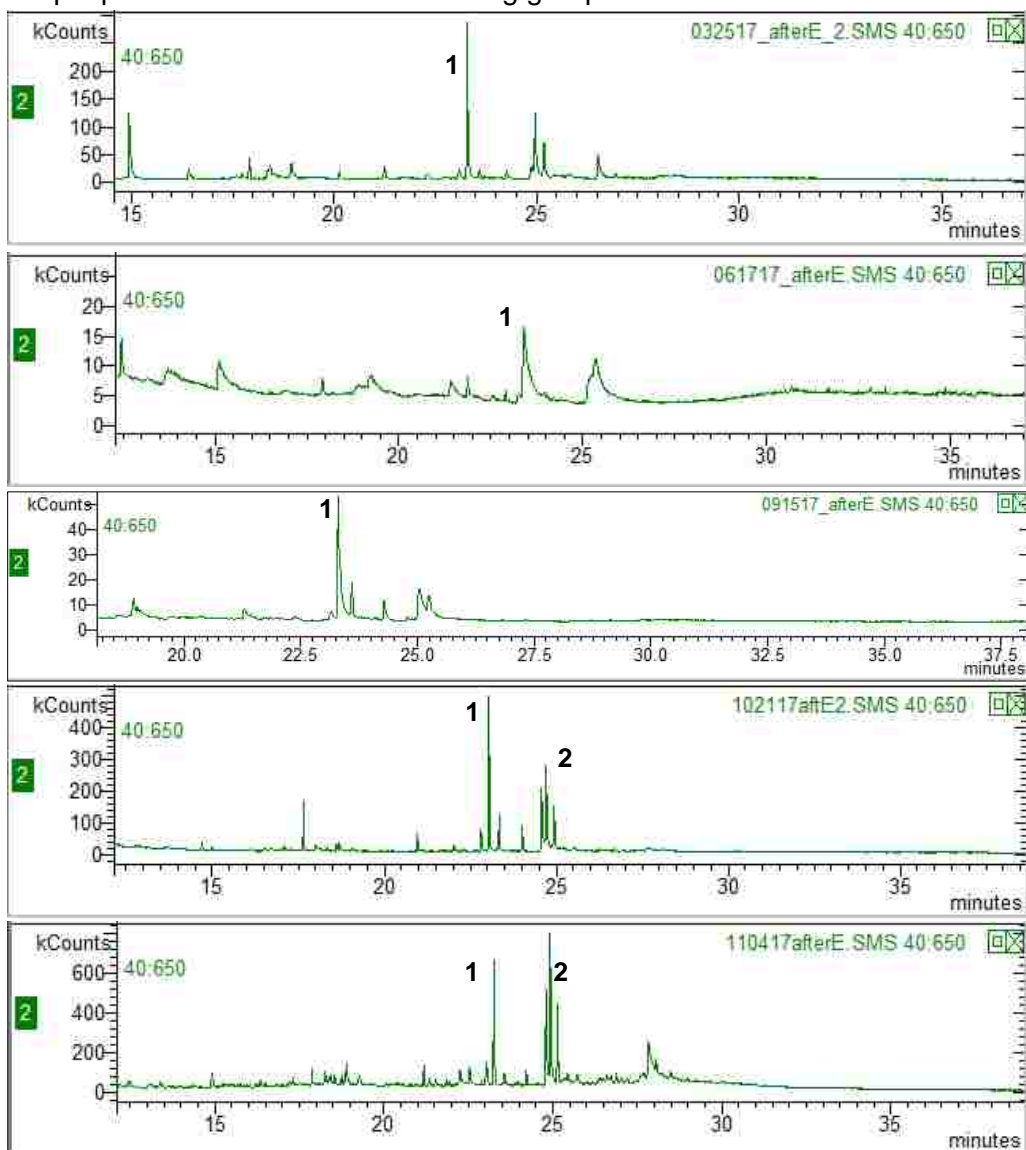 kCounts 032517_afterE_2.SMS 40:650
40:650
1
2
200
150
100
50
0
15 20 25 30 35
minutes
kCounts 061717_afterE.SMS 40:650
40:650
1
2
20
15
10
5
0
15 20 25 30 35
minutes
kCounts 091517_afterE.SMS 40:650
40:650
1
2
40
30
20
10
0
20.0 22.5 25.0 27.5 30.0 32.5 35.0 37.5
minutes
kCounts 102117aftE2.SMS 40:650
40:650
1
2
2
400
300
200
100
0
15 20 25 30 35
minutes
kCounts 110417afterE.SMS 40:650
40:650
1 2
2
600
400
200
0
15 20 25 30 35
minutes